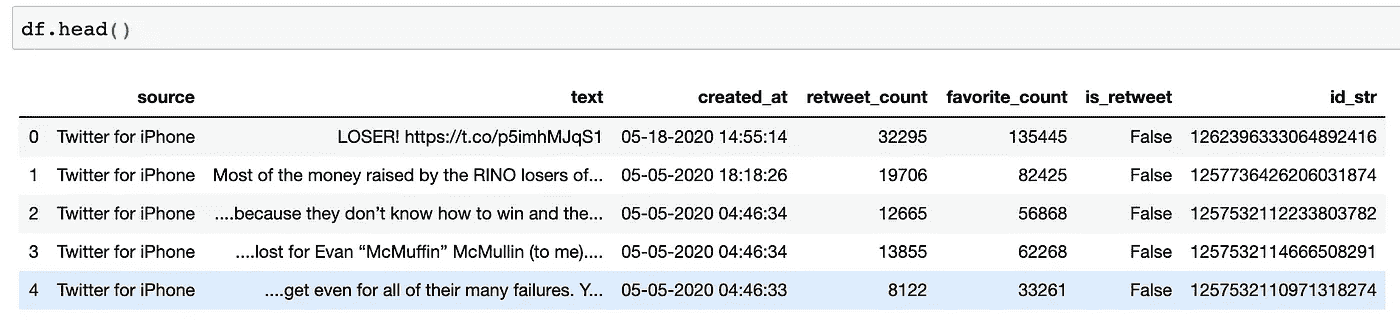 df.head()
source text created_at retweet_count favorite_count is_retweet id_str
0 Twitter for iPhone LOSER! https://t.co/p5imhMJqS1 05-18-2020 14:55:14 32295 135445 False 1262396333064892416
1 Twitter for iPhone Most of the money raised by the RINO losers of... 05-05-2020 18:18:26 19706 82425 False 1257736426206031874
2 Twitter for iPhone ....because they don’t know how to win and the... 05-05-2020 04:46:34 12665 56868 False 1257532112233803782
3 Twitter for iPhone ....lost for Evan “McMuffin” McMullin (to me).... 05-05-2020 04:46:34 13855 62268 False 1257532114666508291
4 Twitter for iPhone ....get even for all of their many failures. Y... 05-05-2020 04:46:33 8122 33261 False 1257532110971318274